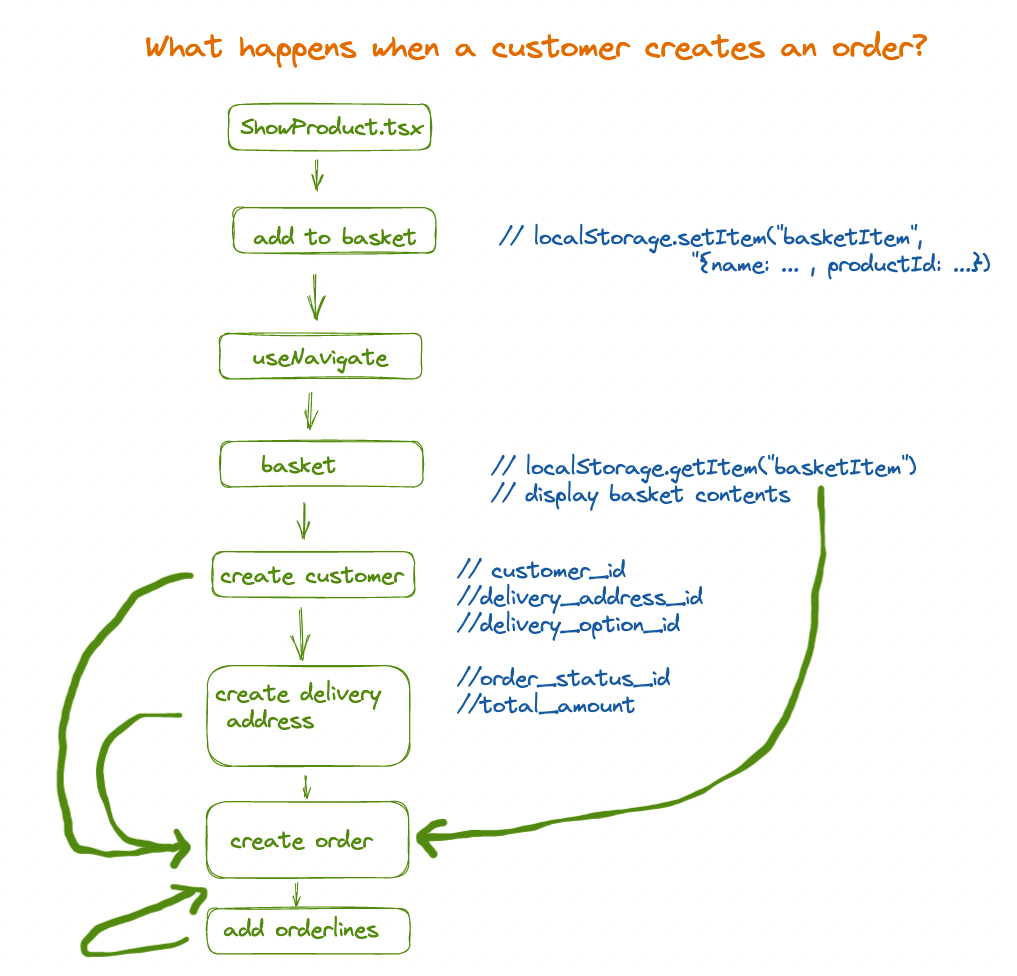 What happens when a customer creates an order?
ShowProduct.tsx
add to basket
// localStorage.setItem("basketItem",
"{name: ... , productId: ...})
useNavigate
basket
// localStorage.getItem("basketItem")
// display basket contents
create customer
// customer_id
//delivery_address_id
//delivery_option_id
//order_status_id
//total_amount
create delivery
address
create order
add orderlines